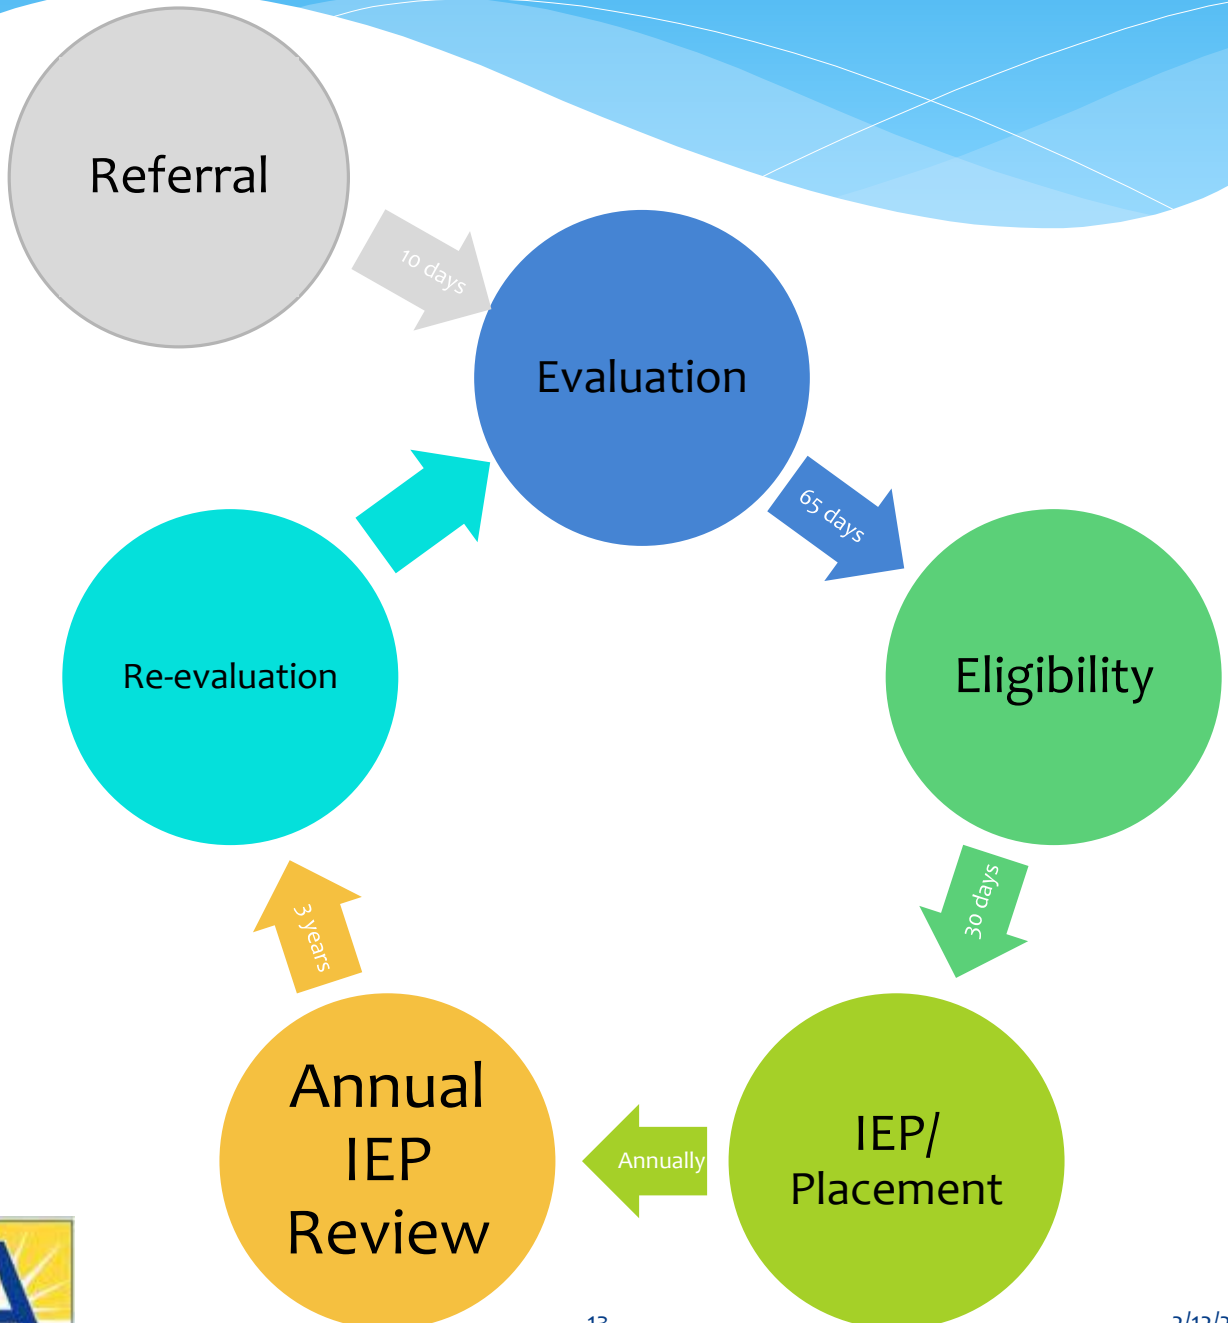 Referral
10 days
Evaluation
65 days
Eligibility
30 days
IEP/
Placement
Annually
Annual
IEP
Review
3 years
Re-evaluation
13